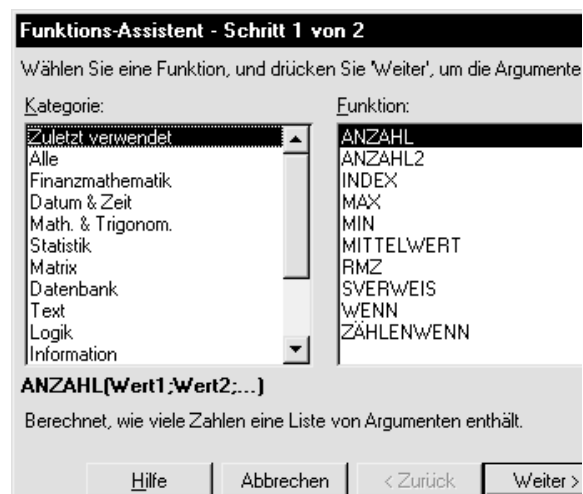 Funktions-Assistent - Schritt 1 von 2
Wählen Sie eine Funktion, und drücken Sie 'Weiter', um die Argumente
Kategorie:
Zuletzt verwendet
Alle
Finanzmathematik
Datum & Zeit
Math. & Trigonom.
Statistik
Matrix
Datenbank
Text
Logik
Information
Funktion:
ANZAHL
ANZAHL2
INDEX
MAX
MIN
MITTELWERT
RMZ
SVERWEIS
WENN
ZÄHLENWENN
ANZAHL(Wert1;Wert2;...)
Berechnet, wie viele Zahlen eine Liste von Argumenten enthält.
Hilfe
Abbrechen
< Zurück
Weiter >